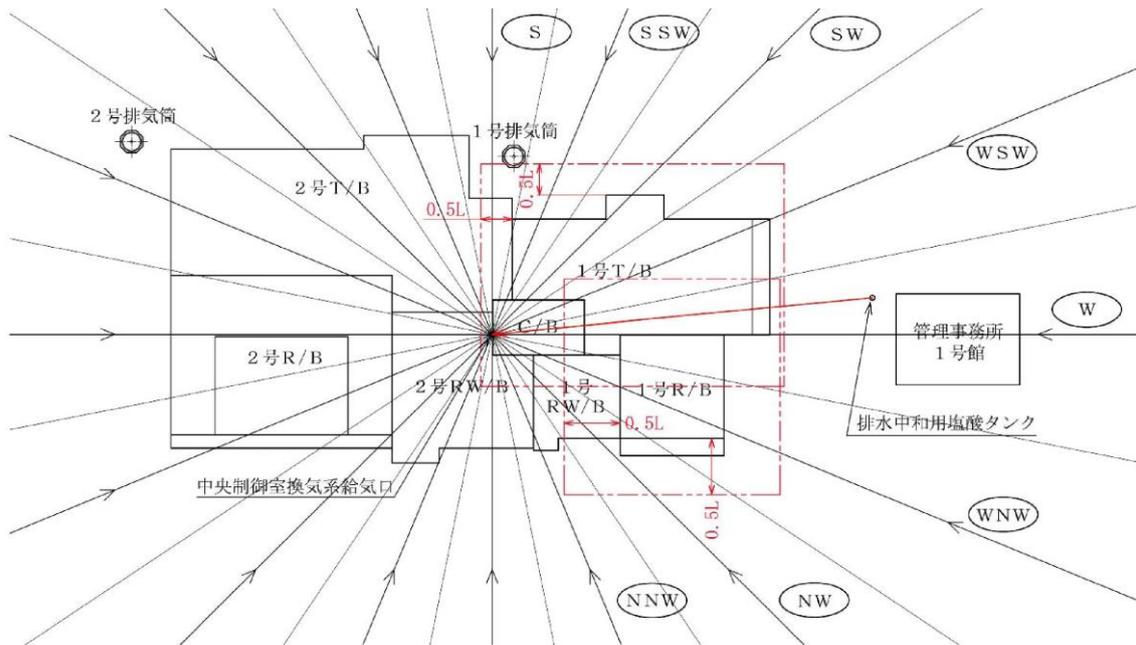 S
SSW
SW
2号排気筒
1号排気筒
WSW
2号T/B
0.5L
0.5L
1号T/B
W
C/B
管理事務所
1号館
2号R/B
2号RW/B
1号
RW/B
1号R/B
0.5L
排水中和用塩酸タンク
中央制御室換気系給気口
0.5L
WNW
NNW
NW